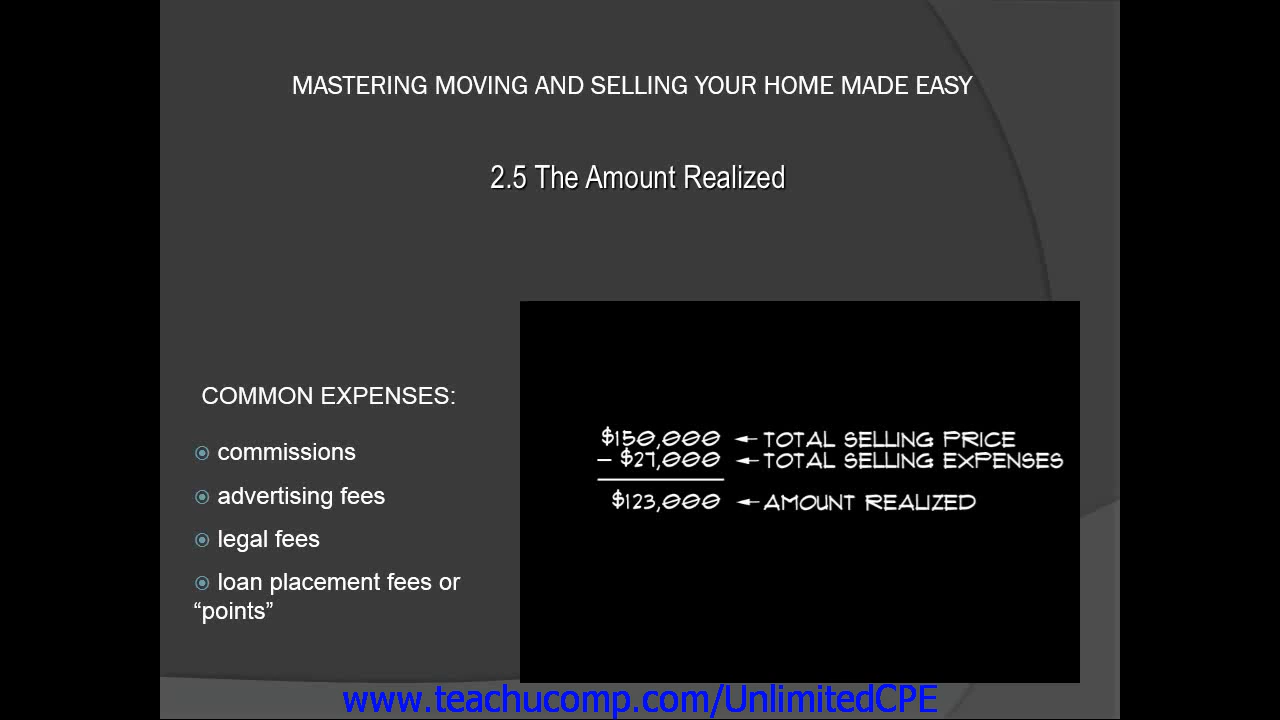 MASTERING MOVING AND SELLING YOUR HOME MADE EASY
2.5 The Amount Realized
COMMON EXPENSES:
commissions
advertising fees
legal fees
loan placement fees or
“points”
$150,000 ← TOTAL SELLING PRICE
– $27,000 ← TOTAL SELLING EXPENSES
$123,000 ← AMOUNT REALIZED
www.teachucomp.com/UnlimitedCPE